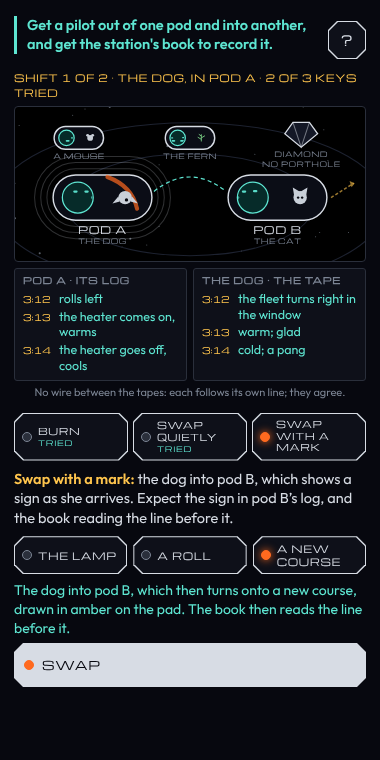 Get a pilot out of one pod and into another,
and get the station's book to record it.
?
SHIFT 1 OF 2 · THE DOG, IN POD A · 2 OF 3 KEYS
TRIED
A MOUSE
THE FERN
DIAMOND
NO PORTHOLE
POD A
THE DOG
POD B
THE CAT
POD A · ITS LOG
3:12 rolls left
3:13 the heater comes on,
warms
3:14 the heater goes off,
cools
THE DOG · THE TAPE
3:12 the fleet turns right in
the window
3:13 warm; glad
3:14 cold; a pang
No wire between the tapes: each follows its own line; they agree.
BURN
TRIED
SWAP
QUIETLY
TRIED
SWAP
WITH A
MARK
Swap with a mark: the dog into pod B, which shows a
sign as she arrives. Expect the sign in pod B's log, and
the book reading the line before it.
THE LAMP
A ROLL
A NEW
COURSE
The dog into pod B, which then turns onto a new course,
drawn in amber on the pad. The book then reads the line
before it.
SWAP